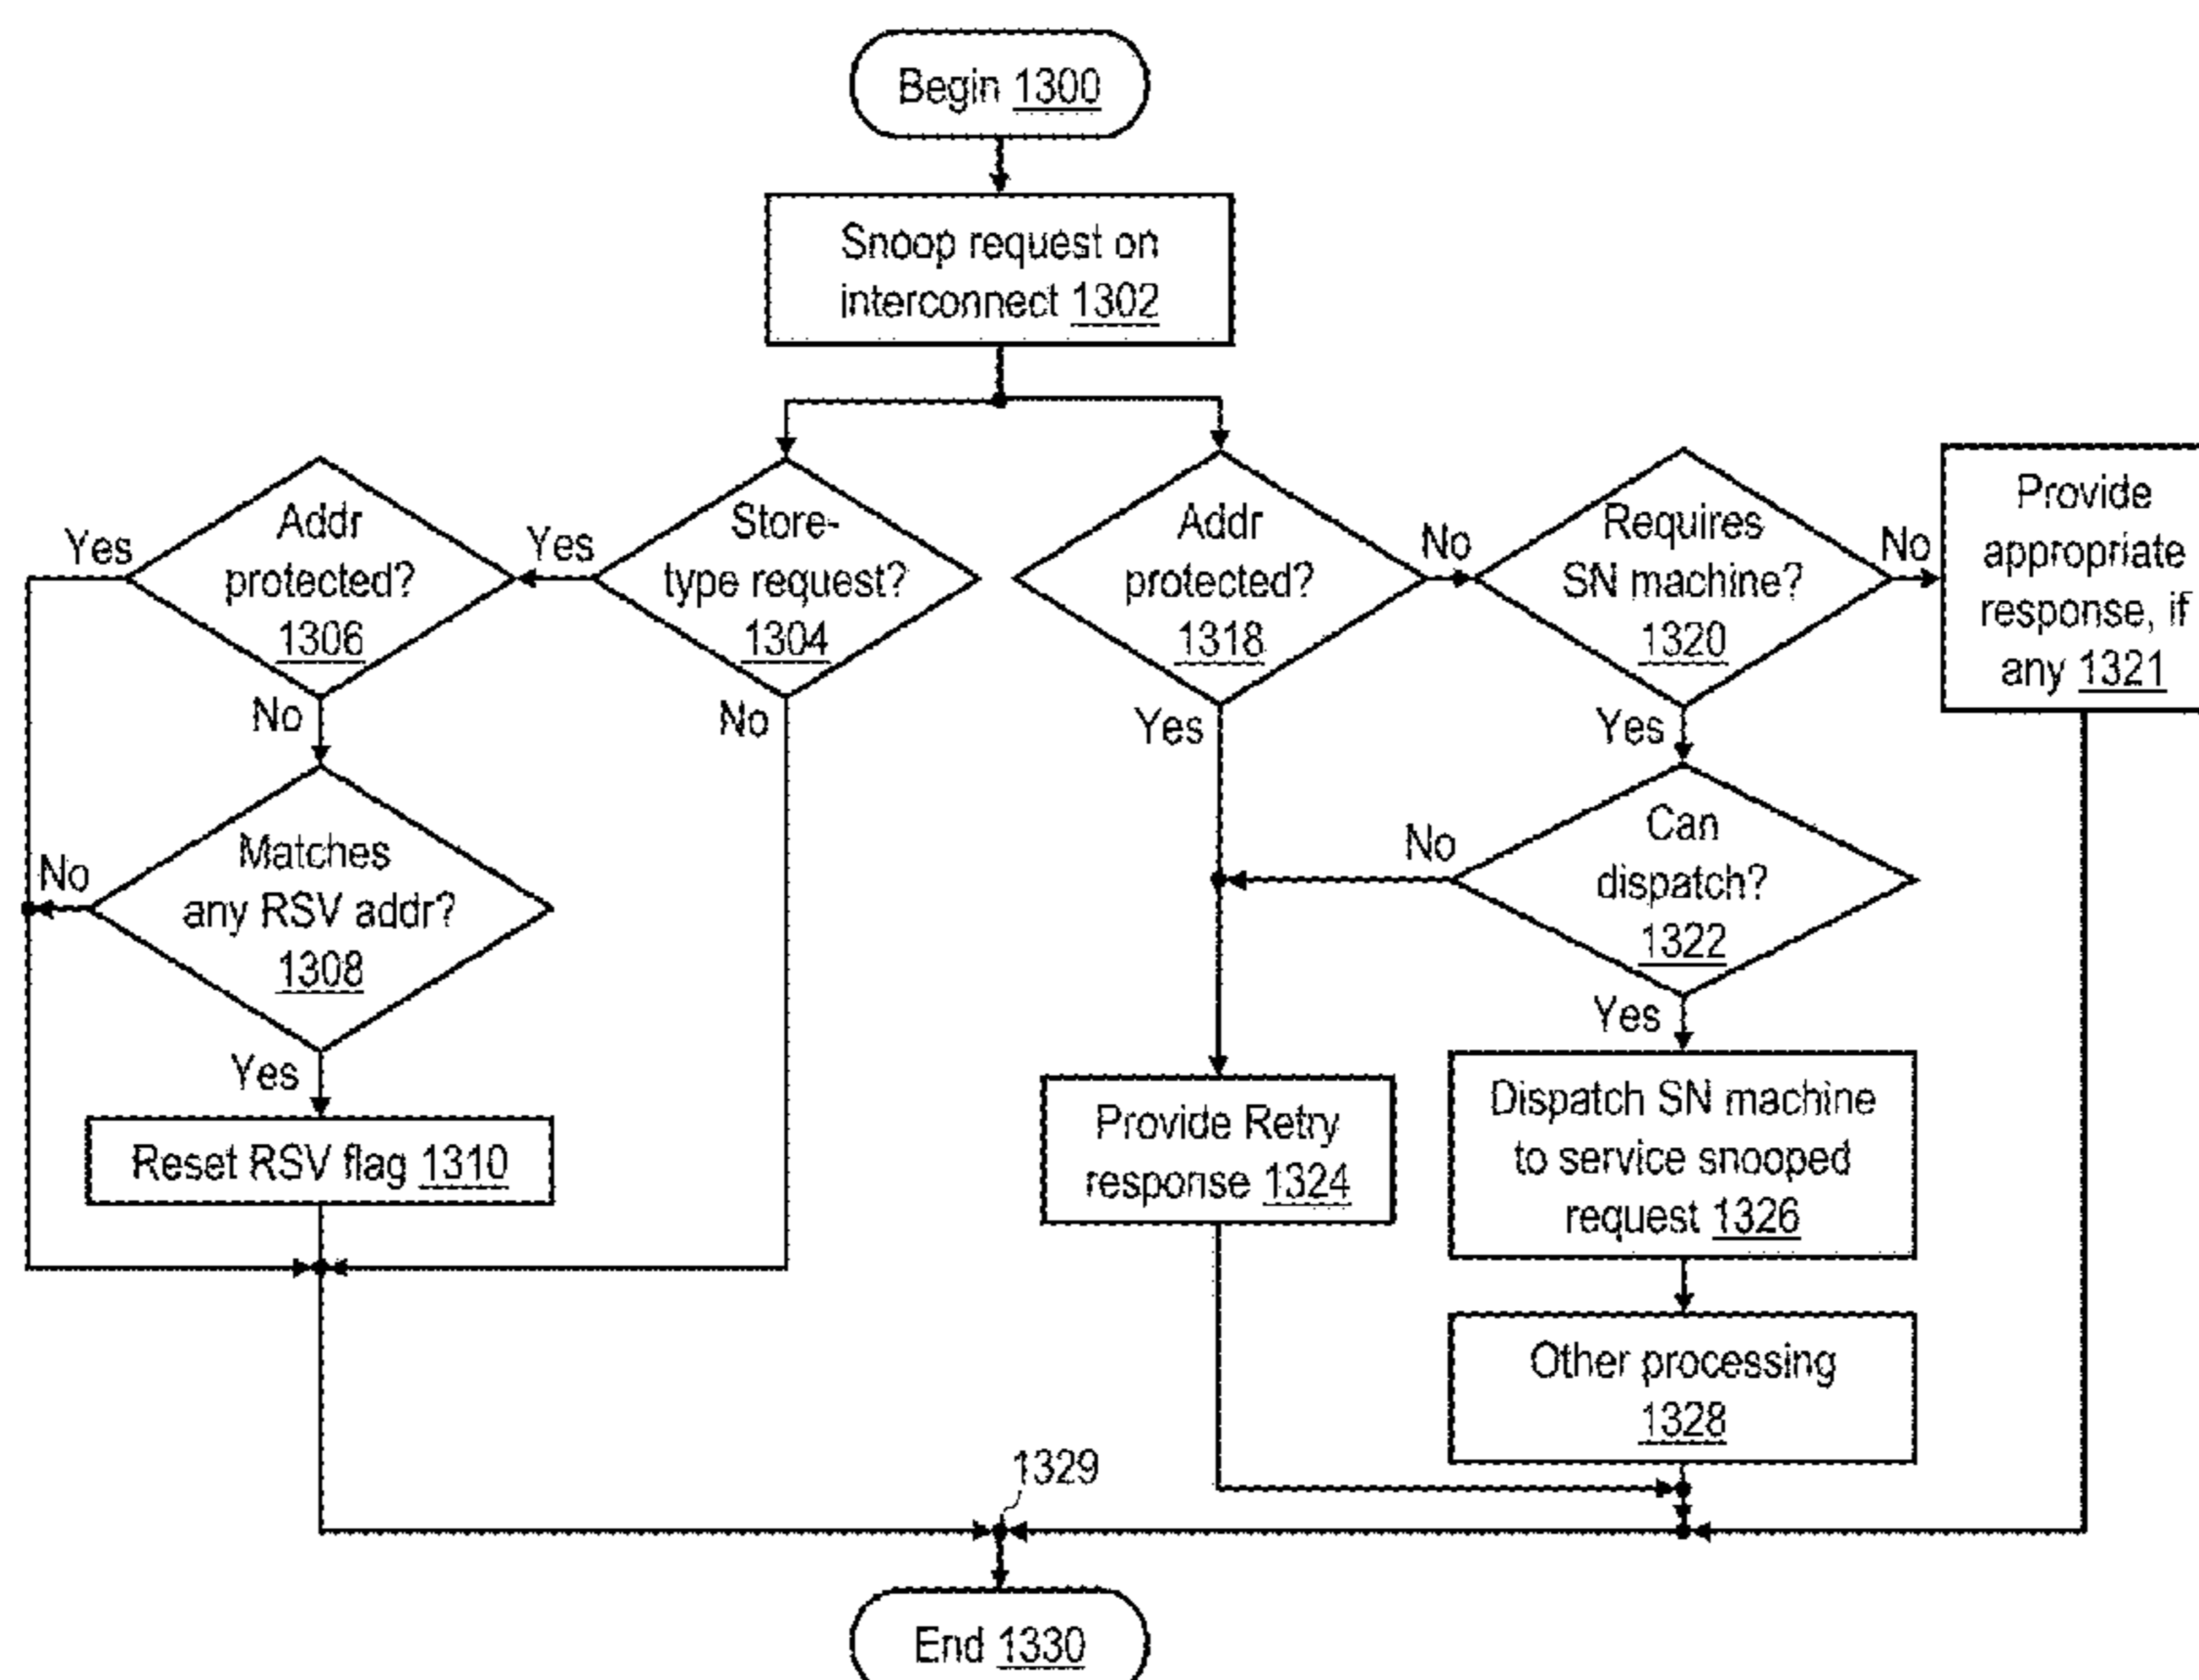 Begin 1300
Snoop request on
interconnect 1302
Addr
protected?
1306
Yes
No
Store-
type request?
1304
Yes
No
Addr
protected?
1318
No
Yes
Requires
SN machine?
1320
No
Yes
Provide
appropriate
response, if
any 1321
Matches
any RSV addr?
1308
No
Yes
Can
dispatch?
1322
No
Yes
Reset RSV flag 1310
Provide Retry
response 1324
Dispatch SN machine
to service snooped
request 1326
Other processing
1328
1329
End 1330